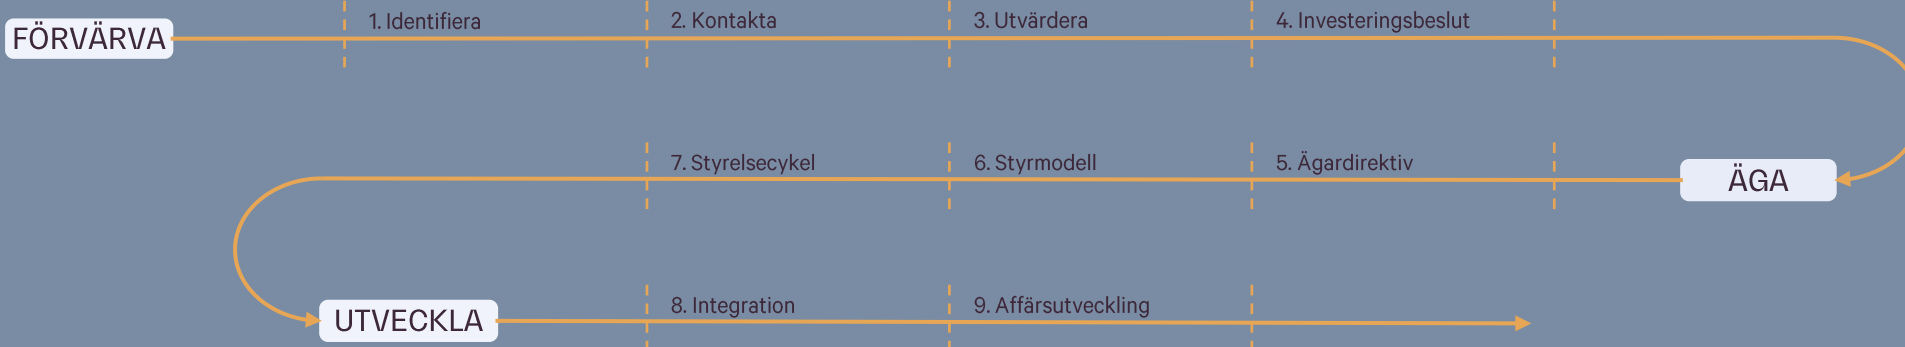 FÖRVÄRVA
1. Identifiera
2. Kontakta
3. Utvärdera
4. Investeringsbeslut
ÄGA
5. Ägardirektiv
6. Styrmodell
7. Styrelsecykel
UTVECKLA
8. Integration
9. Affärsutveckling